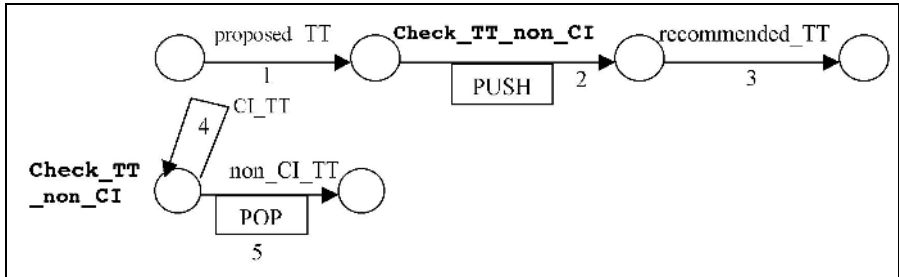 proposed_TT
Check_TT_non_CI
recommended_TT
1
PUSH
2
3
CI_TT
4
Check_TT
_non_CI
non_CI_TT
POP
5